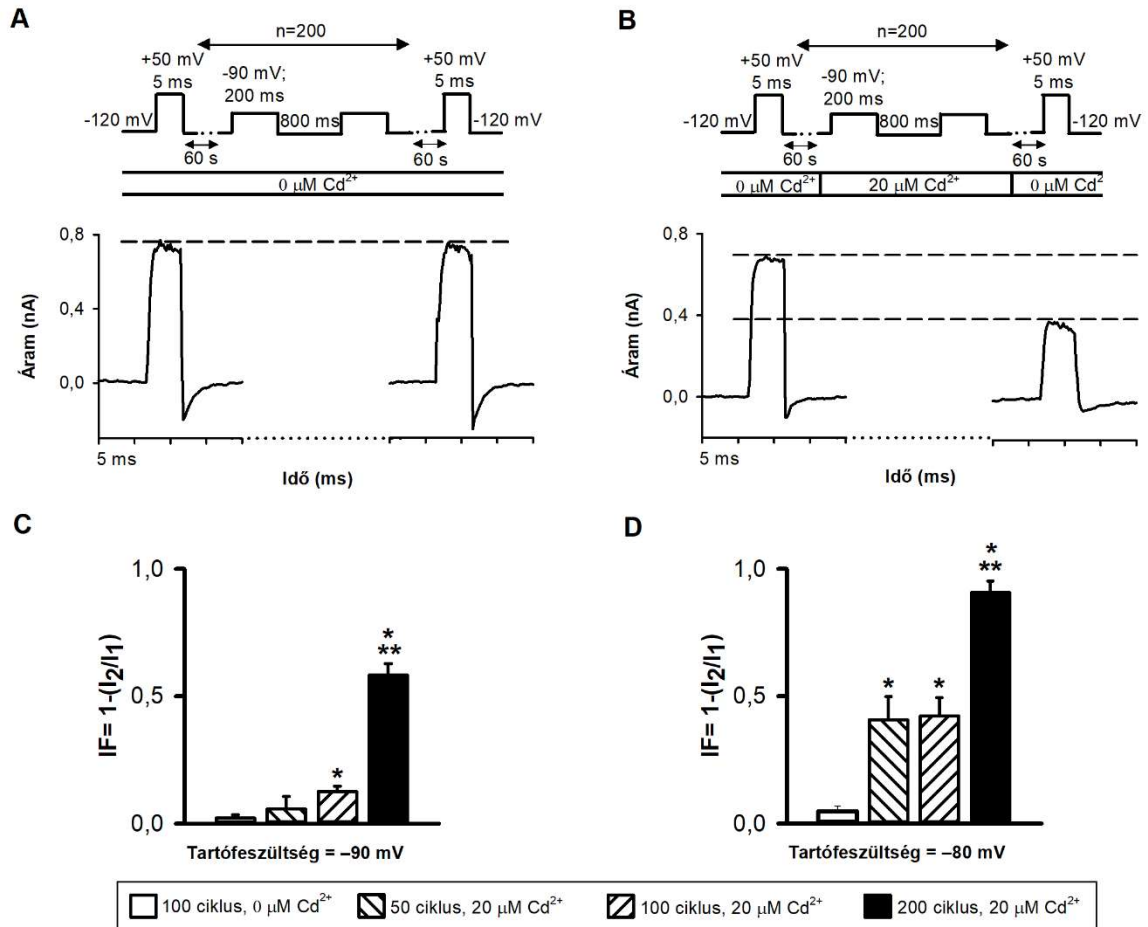 A
n=200
+50 mV
5 ms
-90 mV;
200 ms
+50 mV
5 ms
-120 mV
800 ms
-120 mV
60 s
60 s
0 μM Cd²⁺
0,8
0,4
0,0
Áram (nA)
5 ms
Idő (ms)
B
n=200
+50 mV
5 ms
-90 mV;
200 ms
+50 mV
5 ms
-120 mV
800 ms
-120 mV
60 s
60 s
0 μM Cd²⁺
20 μM Cd²⁺
0 μM Cd²
0,8
0,4
0,0
Áram (nA)
5 ms
Idő (ms)
C
1,0
0,5
0,0
IF= 1-(I₂/I₁)
*
*
**
Tartófeszültség = –90 mV
D
1,0
0,5
0,0
IF= 1-(I₂/I₁)
*
*
*
**
Tartófeszültség = –80 mV
100 ciklus, 0 μM Cd²⁺
50 ciklus, 20 μM Cd²⁺
100 ciklus, 20 μM Cd²⁺
200 ciklus, 20 μM Cd²⁺